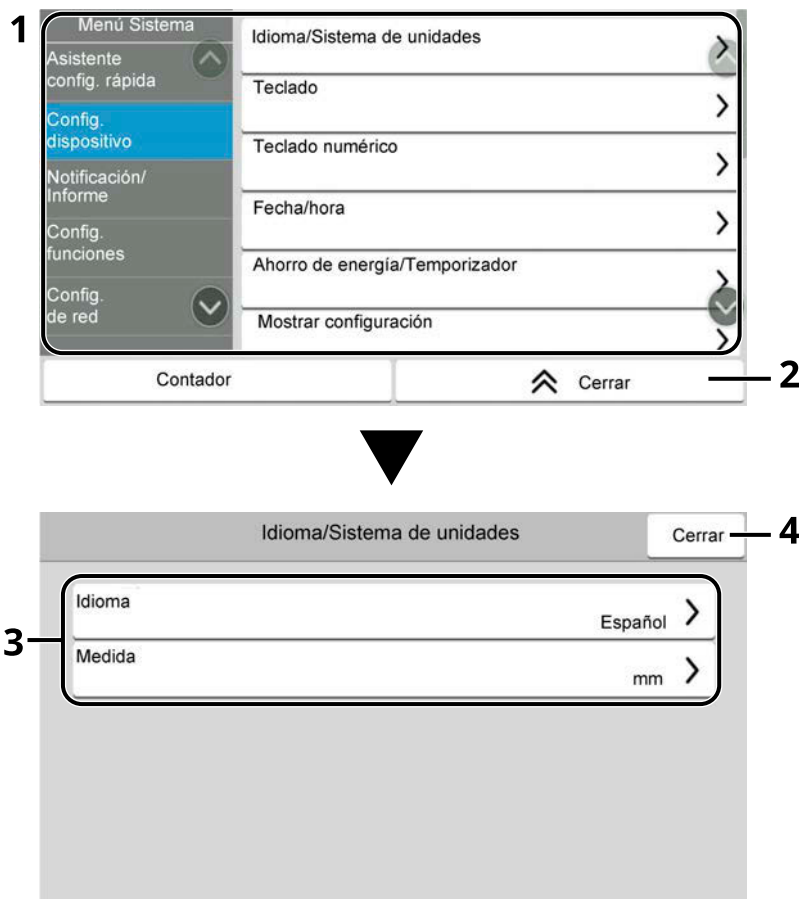 1
Menú Sistema
Asistente
config. rápida
Config.
dispositivo
Notificación/
Informe
Config.
funciones
Config.
de red
Idioma/Sistema de unidades
Teclado
Teclado numérico
Fecha/hora
Ahorro de energía/Temporizador
Mostrar configuración
Contador
Cerrar
2
Idioma/Sistema de unidades
Cerrar
4
3
Idioma
Español
Medida
mm